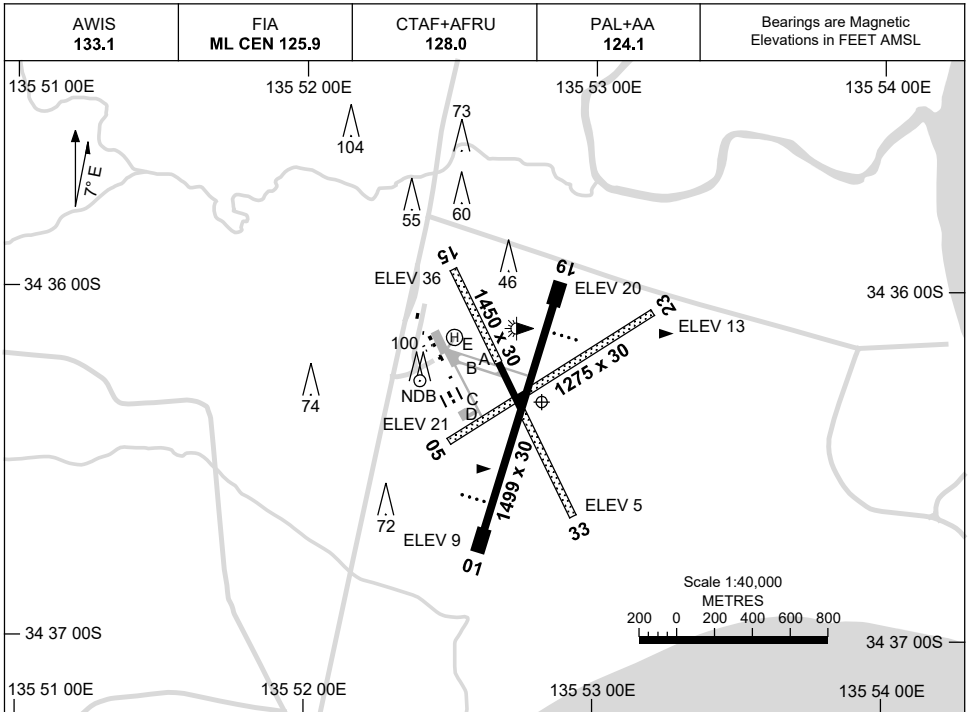 AWIS
133.1
FIA
ML CEN 125.9
CTAF+AFRU
128.0
PAL+AA
124.1
Bearings are Magnetic
Elevations in FEET AMSL
135 51 00E
135 52 00E
135 53 00E
135 54 00E
7° E
104
73
55
60
46
15
19
ELEV 36
ELEV 20
34 36 00S
34 36 00S
23
ELEV 13
1450 x 30
1275 x 30
1499 x 30
100
H
E
A
B
C
D
NDB
74
ELEV 21
05
72
ELEV 9
01
ELEV 5
33
Scale 1:40,000
METRES
200 0 200 400 600 800
34 37 00S
34 37 00S
135 51 00E
135 52 00E
135 53 00E
135 54 00E